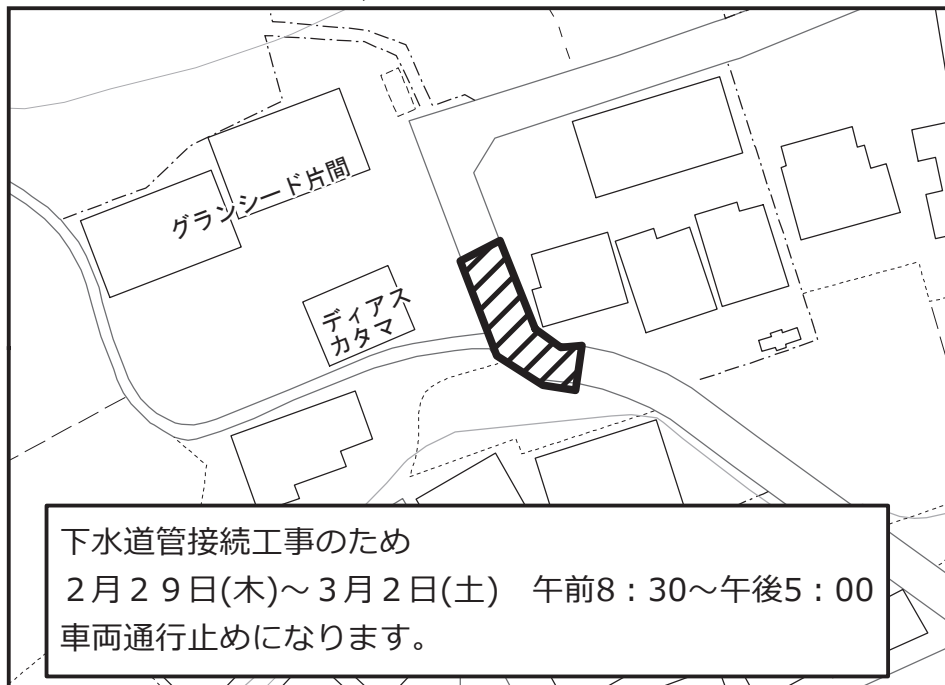 グランシード片間
ディアス
カタマ
下水道管接続工事のため
２月２９日(木)～３月２日(土)　午前8：30～午後5：00
車両通行止めになります。